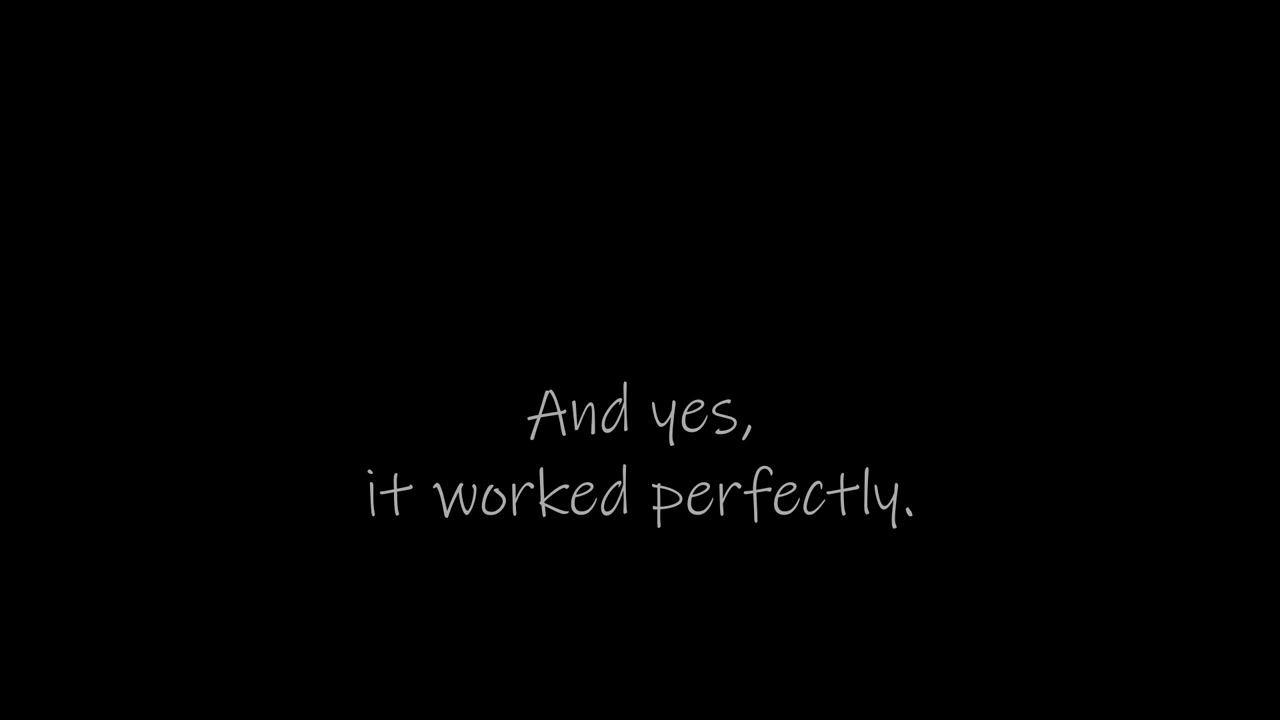 And yes,
it worked perfectly.